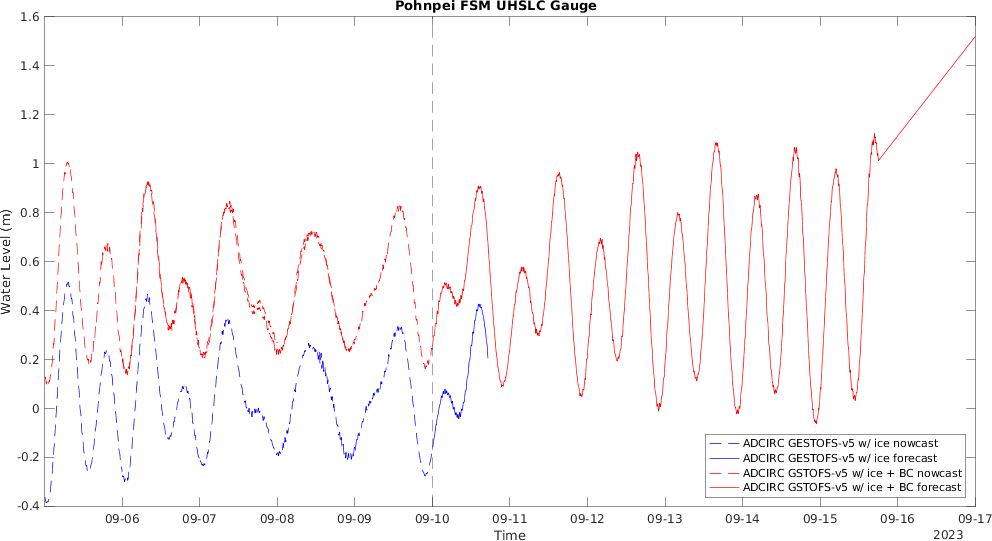 Pohnpei FSM UHSLC Gauge
Water Level (m)
1.6
1.4
1.2
1
0.8
0.6
0.4
0.2
0
-0.2
-0.4
ADCIRC GESTOFS-v5 w/ ice nowcast
ADCIRC GESTOFS-v5 w/ ice forecast
ADCIRC GSTOFS-v5 w/ ice + BC nowcast
ADCIRC GSTOFS-v5 w/ ice + BC forecast
09-06 09-07 09-08 09-09 09-10 09-11 09-12 09-13 09-14 09-15 09-16 09-17
Time
2023